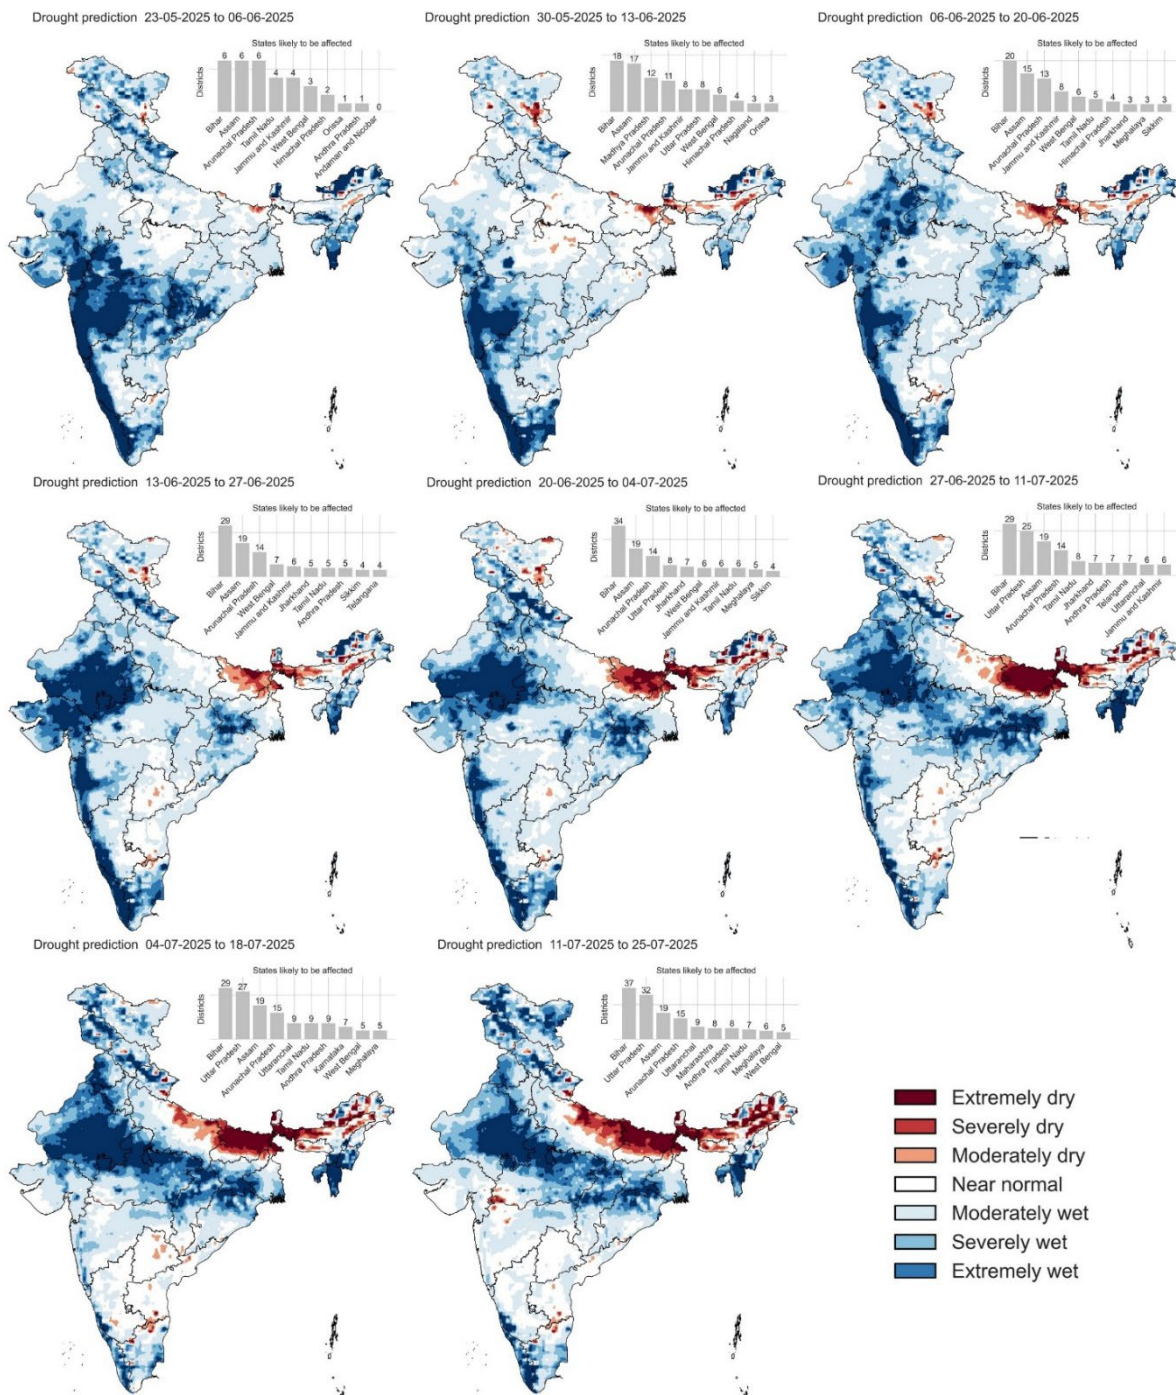 Drought prediction 23-05-2025 to 06-06-2025
States likely to be affected
Districts
6 6 6 4 4 3 2 1 1 0
Bihar
Assam
Arunachal Pradesh
Tamil Nadu
Jammu and Kashmir
West Bengal
Himachal Pradesh
Orissa
Andhra Pradesh
Andaman and Nicobar
Drought prediction 30-05-2025 to 13-06-2025
States likely to be affected
Districts
18 17 12 11 8 8 6 4 3 3
Bihar
Assam
Madhya Pradesh
Arunachal Pradesh
Jammu and Kashmir
Uttar Pradesh
West Bengal
Himachal Pradesh
Nagaland
Orissa
Drought prediction 06-06-2025 to 20-06-2025
States likely to be affected
Districts
20 15 13 8 6 5 4 3 3 3
Bihar
Assam
Arunachal Pradesh
Jammu and Kashmir
West Bengal
Tamil Nadu
Himachal Pradesh
Jharkhand
Meghalaya
Sikkim
Drought prediction 13-06-2025 to 27-06-2025
States likely to be affected
Districts
29 19 14 7 6 5 5 5 4 4
Bihar
Assam
Arunachal Pradesh
West Bengal
Jammu and Kashmir
Jharkhand
Tamil Nadu
Andhra Pradesh
Sikkim
Telangana
Drought prediction 20-06-2025 to 04-07-2025
States likely to be affected
Districts
34 19 14 8 7 6 6 6 5 4
Bihar
Assam
Arunachal Pradesh
Uttar Pradesh
Jharkhand
West Bengal
Jammu and Kashmir
Tamil Nadu
Meghalaya
Sikkim
Drought prediction 27-06-2025 to 11-07-2025
States likely to be affected
Districts
29 25 19 14 8 7 7 7 6 6
Bihar
Uttar Pradesh
Assam
Arunachal Pradesh
Tamil Nadu
Jharkhand
Andhra Pradesh
Telangana
Uttaranchal
Jammu and Kashmir
Drought prediction 04-07-2025 to 18-07-2025
States likely to be affected
Districts
29 27 19 15 9 9 9 7 5 5
Bihar
Uttar Pradesh
Assam
Arunachal Pradesh
Uttaranchal
Tamil Nadu
Andhra Pradesh
Karnataka
West Bengal
Meghalaya
Drought prediction 11-07-2025 to 25-07-2025
States likely to be affected
Districts
37 32 19 15 9 8 8 7 6 5
Bihar
Uttar Pradesh
Assam
Arunachal Pradesh
Uttaranchal
Maharashtra
Andhra Pradesh
Tamil Nadu
Meghalaya
West Bengal
Extremely dry
Severely dry
Moderately dry
Near normal
Moderately wet
Severely wet
Extremely wet